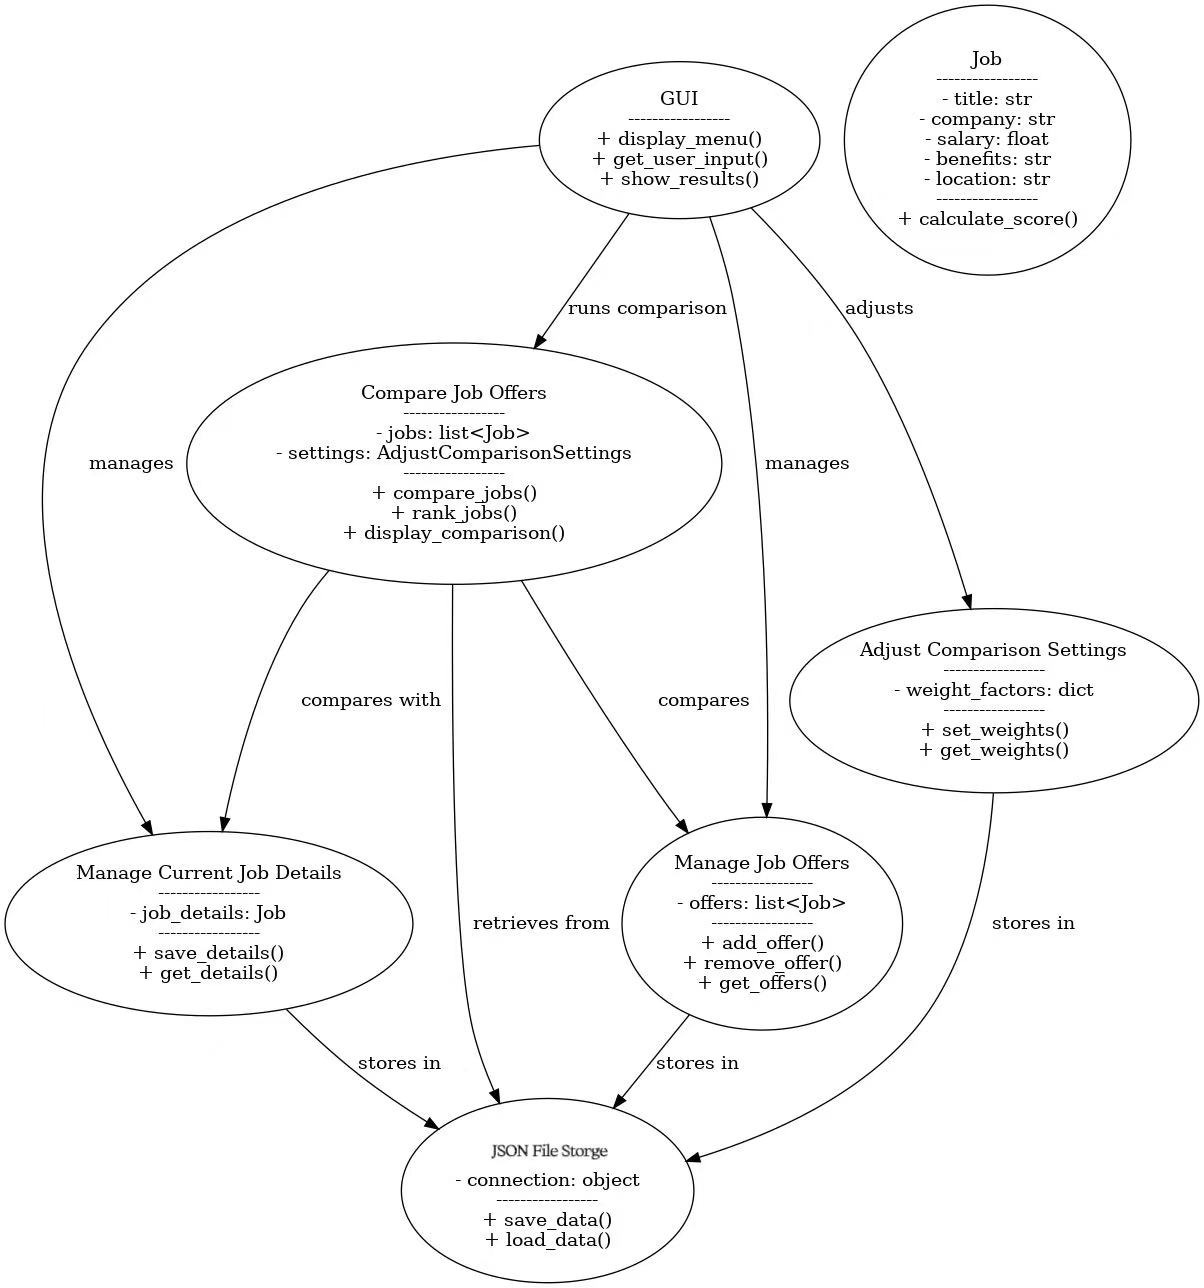 Job
-----------------
- title: str
- company: str
- salary: float
- benefits: str
- location: str
-----------------
+ calculate_score()
GUI
-----------------
+ display_menu()
+ get_user_input()
+ show_results()
runs comparison
adjusts
manages
manages
Compare Job Offers
-----------------
- jobs: list<Job>
- settings: AdjustComparisonSettings
-----------------
+ compare_jobs()
+ rank_jobs()
+ display_comparison()
compares with
compares
Adjust Comparison Settings
-----------------
- weight_factors: dict
-----------------
+ set_weights()
+ get_weights()
Manage Current Job Details
-----------------
- job_details: Job
-----------------
+ save_details()
+ get_details()
retrieves from
Manage Job Offers
-----------------
- offers: list<Job>
-----------------
+ add_offer()
+ remove_offer()
+ get_offers()
stores in
stores in
stores in
JSON File Storge
- connection: object
-----------------
+ save_data()
+ load_data()